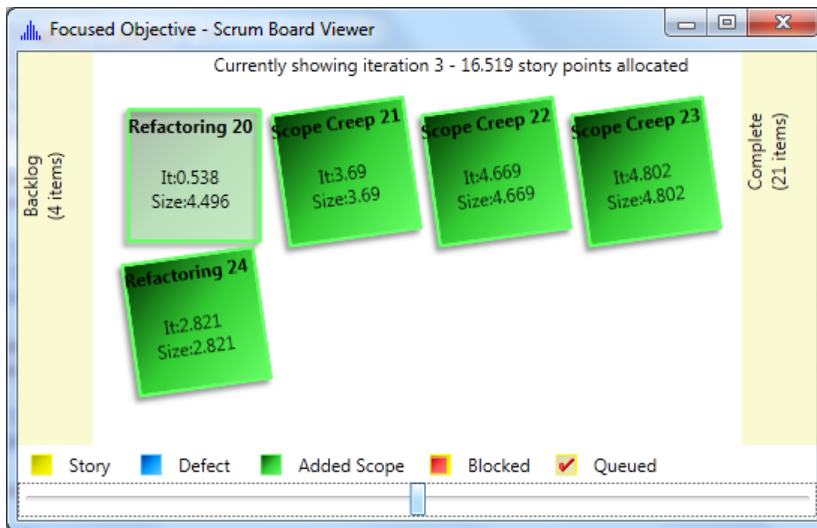 Focused Objective - Scrum Board Viewer
Currently showing iteration 3 - 16.519 story points allocated
Backlog
(4 items)
Refactoring 20
It:0.538
Size:4.496
Scope Creep 21
It:3.69
Size:3.69
Scope Creep 22
It:4.669
Size:4.669
Scope Creep 23
It:4.802
Size:4.802
Complete
(21 items)
Refactoring 24
It:2.821
Size:2.821
Story
Defect
Added Scope
Blocked
Queued